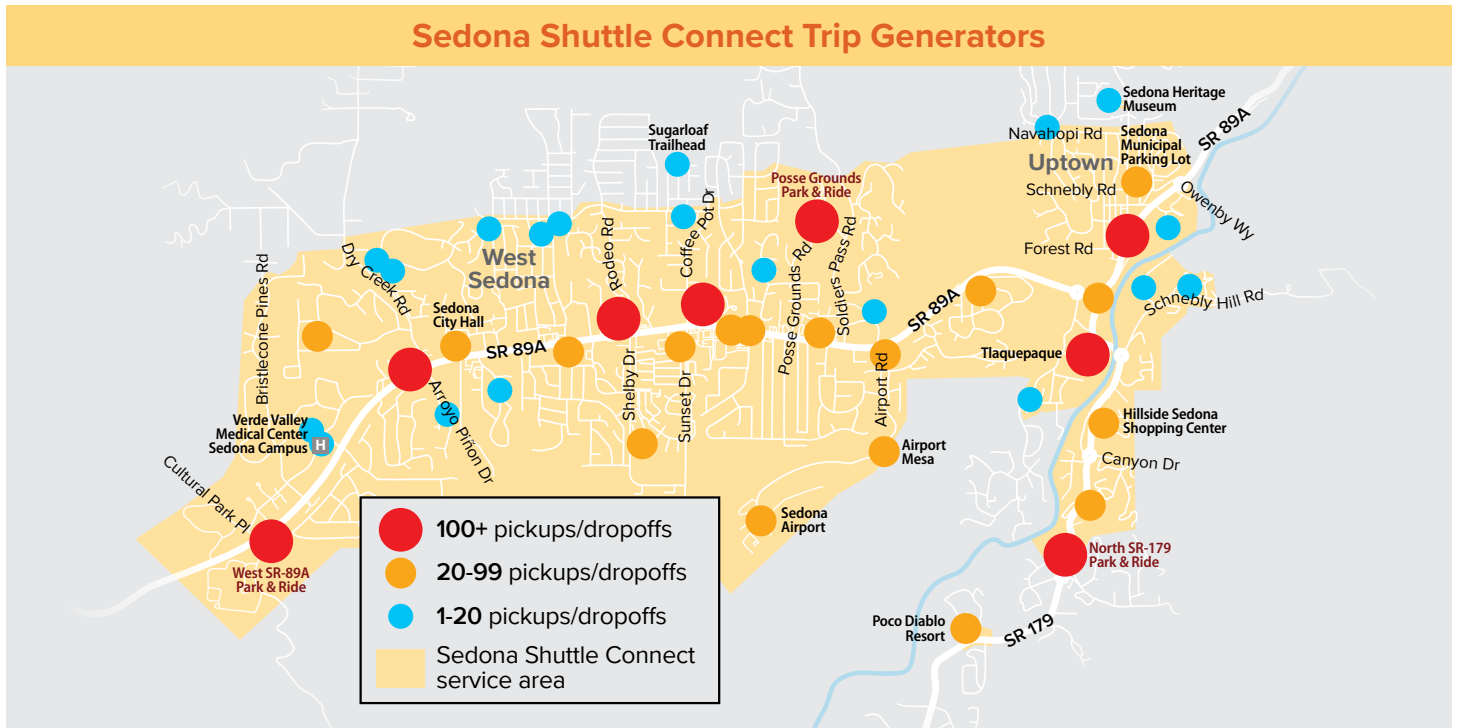 Sedona Shuttle Connect Trip Generators
Sedona Heritage
Museum
Navahopi Rd
Sedona
Municipal
Parking Lot
SR 89A
Uptown
Schnebly Rd
Owenby Wy
Forest Rd
Sugarloaf
Trailhead
Posse Grounds
Park & Ride
Coffee Pot Dr
Rodeo Rd
Posse Grounds Rd
Soldiers Pass Rd
West
Sedona
Dry Creek Rd
Bristlecone Pines Rd
Sedona
City Hall
SR 89A
SR 89A
Schnebly Hill Rd
Tlaquepaque
Shelby Dr
Sunset Dr
Airport Rd
Arroyo Piñon Dr
Verde Valley
Medical Center
Sedona Campus
H
Hillside Sedona
Shopping Center
Airport
Mesa
Canyon Dr
Cultural Park Pl
Sedona
Airport
West SR-89A
Park & Ride
North SR-179
Park & Ride
Poco Diablo
Resort
SR 179
100+ pickups/dropoffs
20-99 pickups/dropoffs
1-20 pickups/dropoffs
Sedona Shuttle Connect
service area